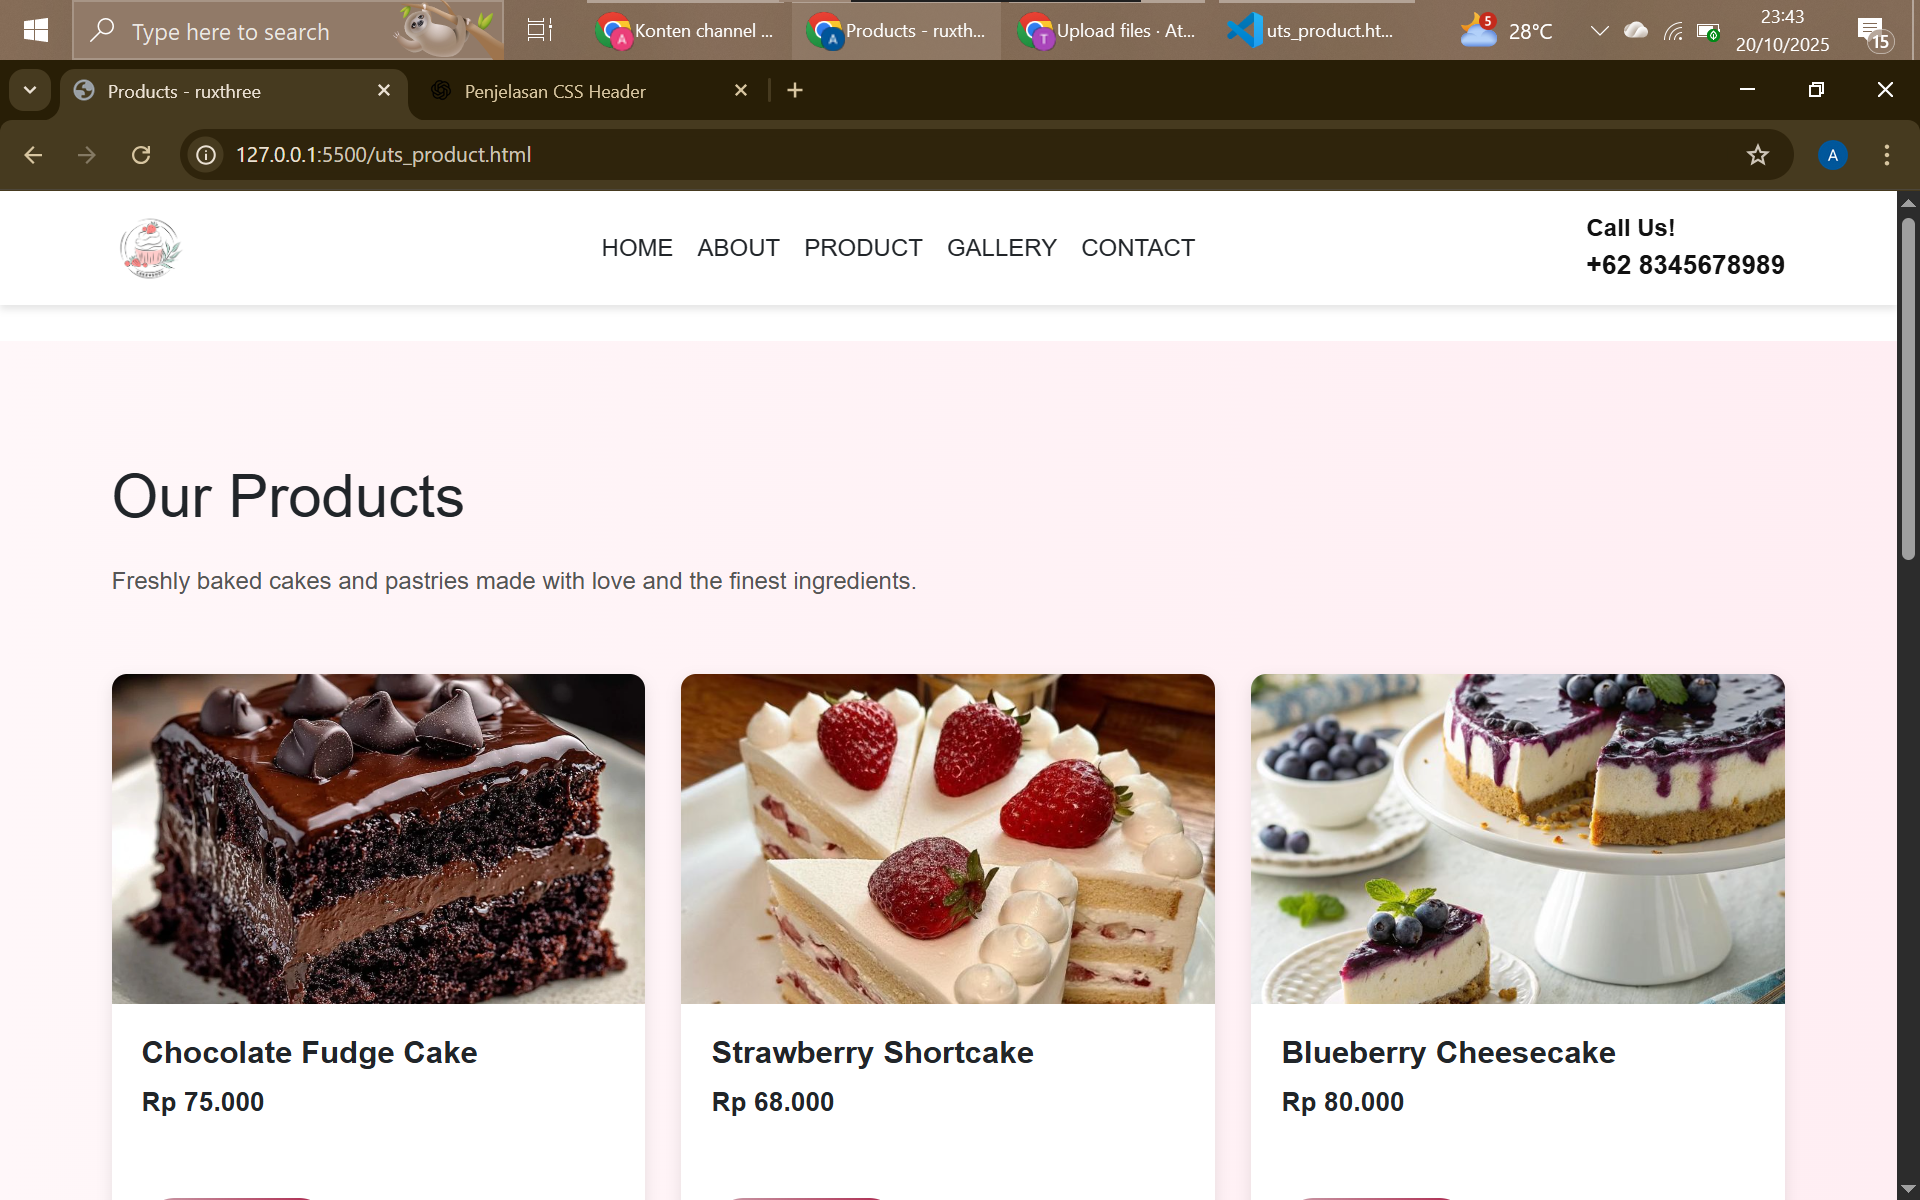 Type here to search
Konten channel ...
Products - ruxth...
Upload files · At...
uts_product.ht...
5
28°C
23:43
20/10/2025
15
Products - ruxthree
Penjelasan CSS Header
127.0.0.1:5500/uts_product.html
A
HOME ABOUT PRODUCT GALLERY CONTACT
Call Us!
+62 8345678989
Our Products
Freshly baked cakes and pastries made with love and the finest ingredients.
Chocolate Fudge Cake
Rp 75.000
Strawberry Shortcake
Rp 68.000
Blueberry Cheesecake
Rp 80.000